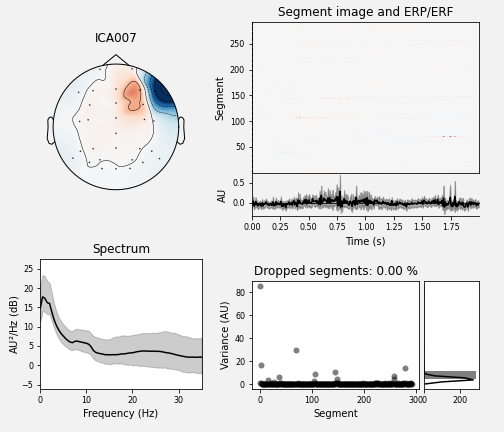 ICA007
Segment image and ERP/ERF
Segment
250
200
150
100
50
AU
0.5
0.0
0.00 0.25 0.50 0.75 1.00 1.25 1.50 1.75
Time (s)
Spectrum
AU²/Hz (dB)
25
20
15
10
5
0
−5
0 10 20 30
Frequency (Hz)
Dropped segments: 0.00 %
Variance (AU)
80
60
40
20
0
0 100 200 300
Segment
200